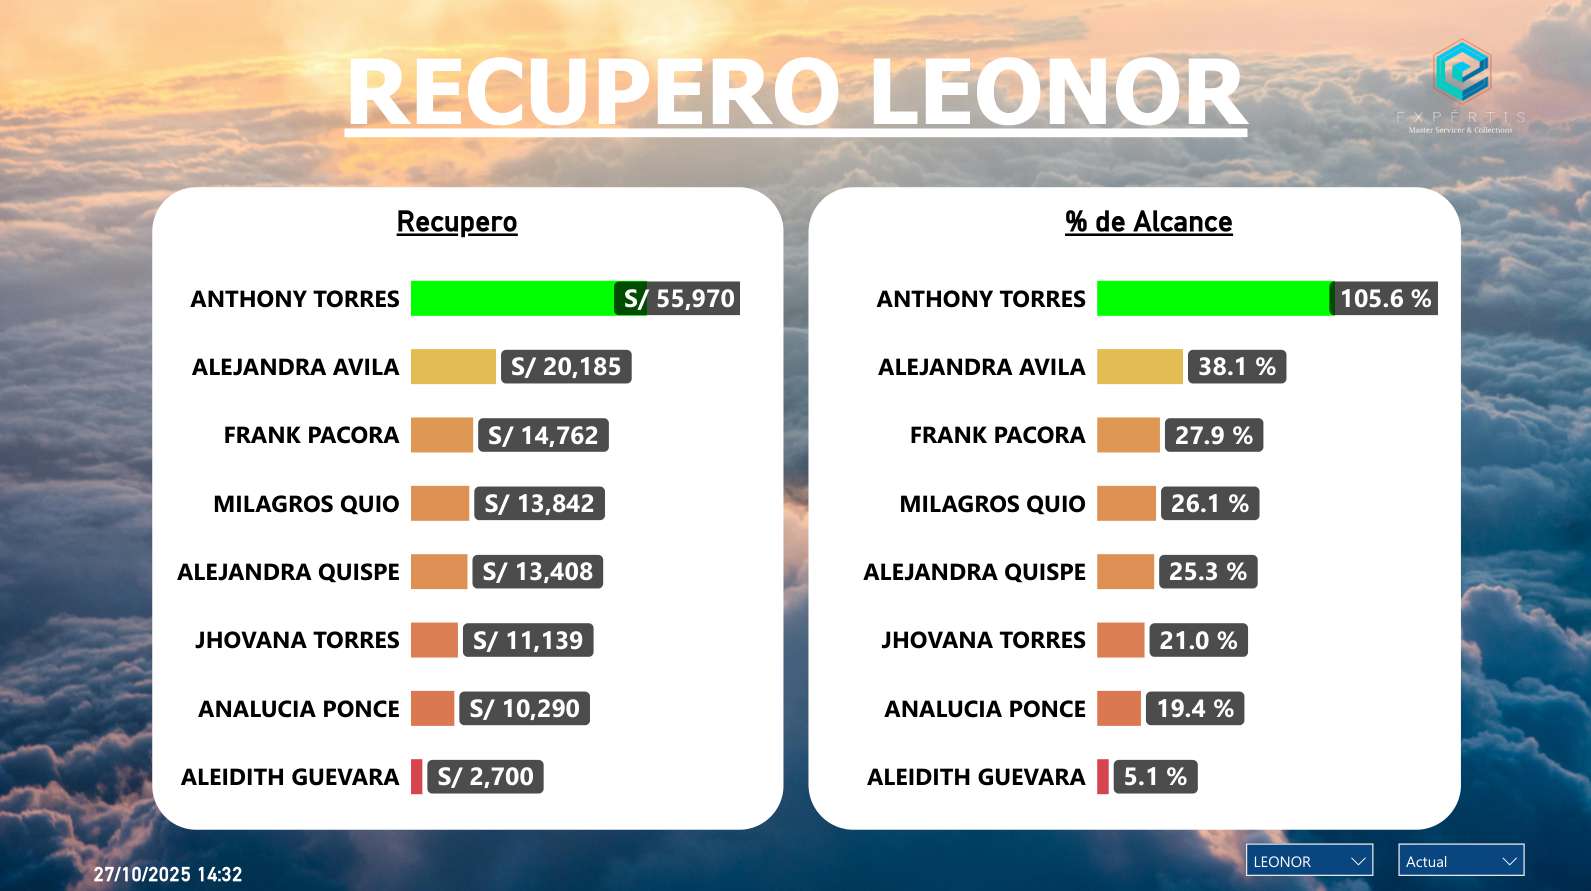 RECUPERO LEONOR
EXPERTIS
Master Servicer & Collections
Recupero
ANTHONY TORRES S/ 55,970
ALEJANDRA AVILA S/ 20,185
FRANK PACORA S/ 14,762
MILAGROS QUIO S/ 13,842
ALEJANDRA QUISPE S/ 13,408
JHOVANA TORRES S/ 11,139
ANALUCIA PONCE S/ 10,290
ALEIDITH GUEVARA S/ 2,700
% de Alcance
ANTHONY TORRES 105.6 %
ALEJANDRA AVILA 38.1 %
FRANK PACORA 27.9 %
MILAGROS QUIO 26.1 %
ALEJANDRA QUISPE 25.3 %
JHOVANA TORRES 21.0 %
ANALUCIA PONCE 19.4 %
ALEIDITH GUEVARA 5.1 %
27/10/2025 14:32
LEONOR
Actual